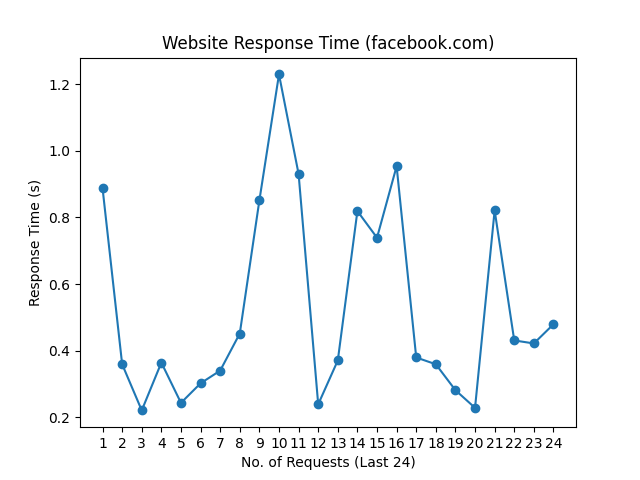 Website Response Time (facebook.com)
1.2
1.0
0.8
0.6
0.4
0.2
Response Time (s)
1 2 3 4 5 6 7 8 9 10 11 12 13 14 15 16 17 18 19 20 21 22 23 24
No. of Requests (Last 24)